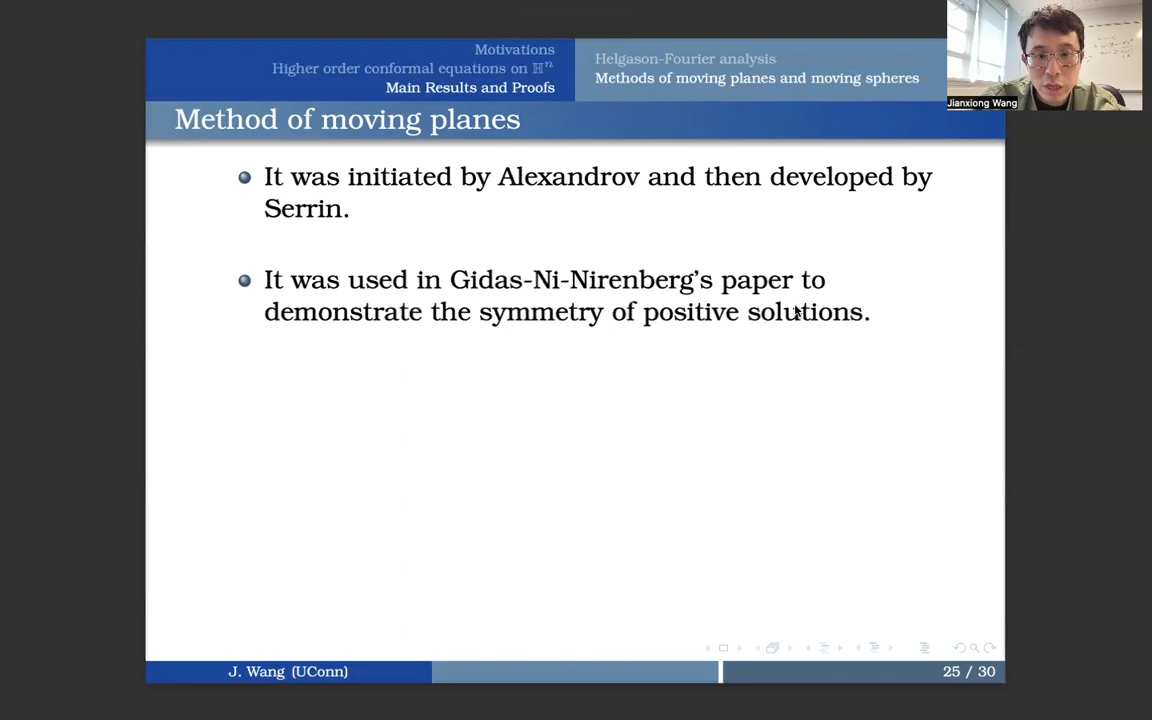 Motivations
Higher order conformal equations on ℍⁿ
Main Results and Proofs
Helgason-Fourier analysis
Methods of moving planes and moving spheres
Jianxiong Wang
Method of moving planes
It was initiated by Alexandrov and then developed by
Serrin.
It was used in Gidas-Ni-Nirenberg's paper to
demonstrate the symmetry of positive solutions.
J. Wang (UConn)
25 / 30